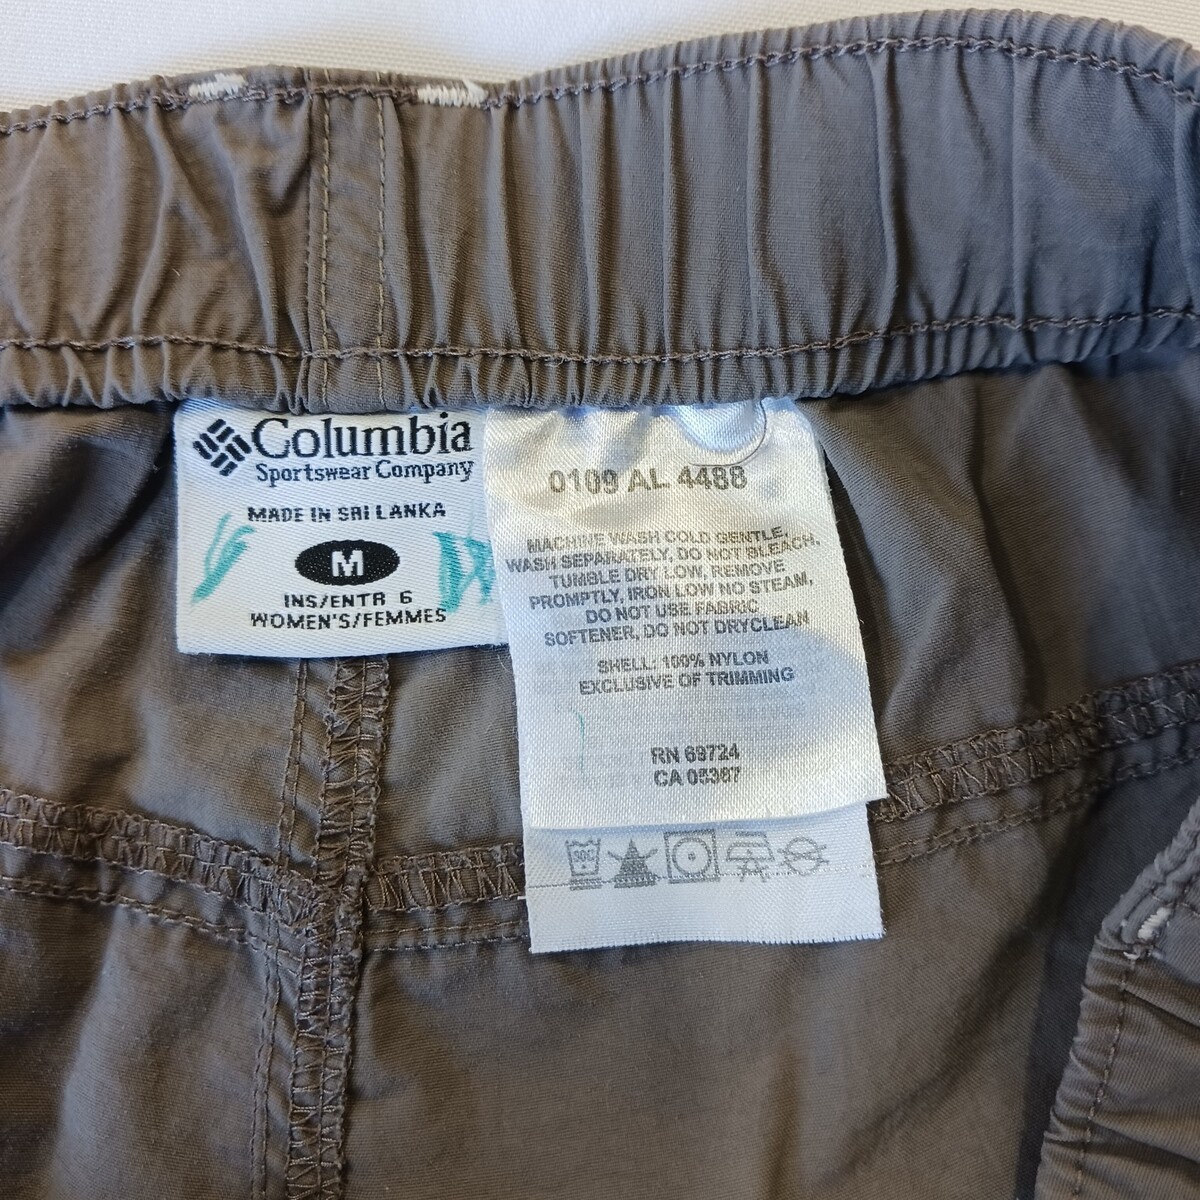 Columbia
Sportswear Company
MADE IN SRI LANKA
M
INS/ENTR 6
WOMEN'S/FEMMES
0109 AL 4488
MACHINE WASH COLD GENTLE,
WASH SEPARATELY, DO NOT BLEACH,
TUMBLE DRY LOW, REMOVE
PROMPTLY, IRON LOW NO STEAM,
DO NOT USE FABRIC
SOFTENER, DO NOT DRYCLEAN
SHELL: 100% NYLON
EXCLUSIVE OF TRIMMING
RN 69724
CA 05367